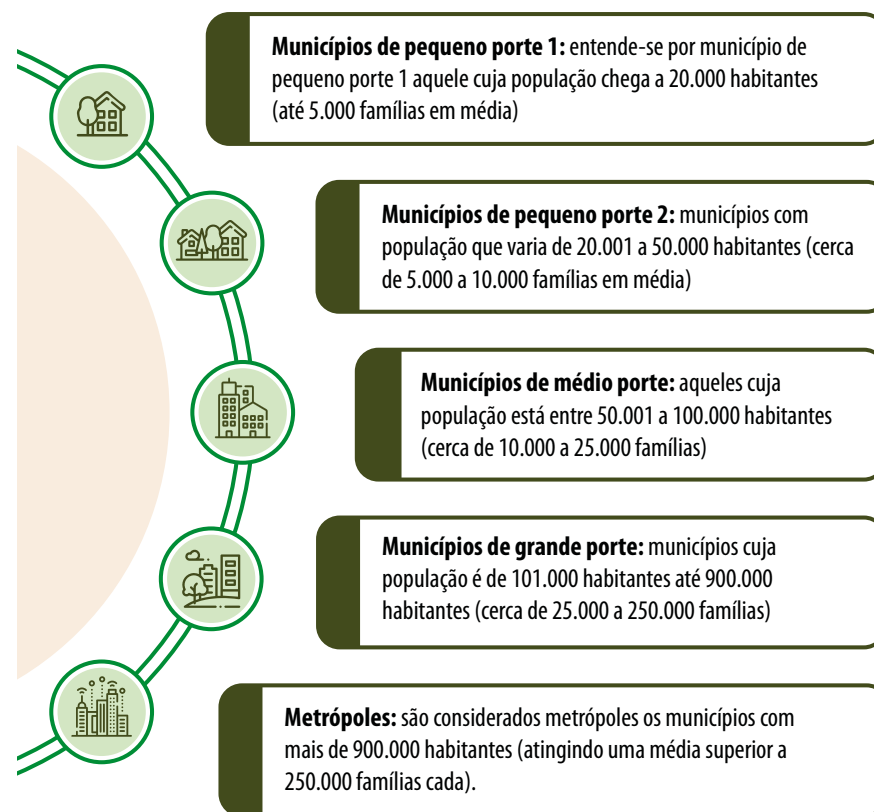 Municípios de pequeno porte 1: entende-se por município de
pequeno porte 1 aquele cuja população chega a 20.000 habitantes
(até 5.000 famílias em média)
Municípios de pequeno porte 2: municípios com
população que varia de 20.001 a 50.000 habitantes (cerca
de 5.000 a 10.000 famílias em média)
Municípios de médio porte: aqueles cuja
população está entre 50.001 a 100.000 habitantes
(cerca de 10.000 a 25.000 famílias)
Municípios de grande porte: municípios cuja
população é de 101.000 habitantes até 900.000
habitantes (cerca de 25.000 a 250.000 famílias)
Metrópoles: são considerados metrópoles os municípios com
mais de 900.000 habitantes (atingindo uma média superior a
250.000 famílias cada).